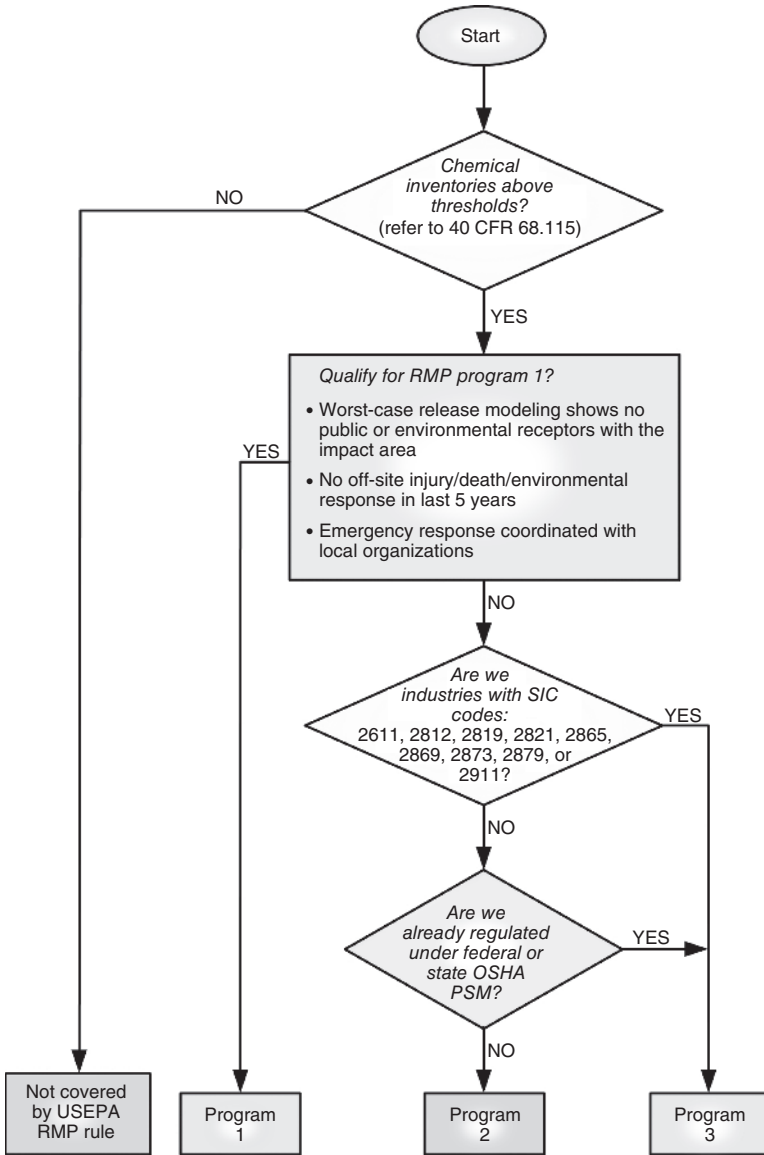 Start
Chemical
inventories above
thresholds?
(refer to 40 CFR 68.115)
NO
YES
Qualify for RMP program 1?
• Worst-case release modeling shows no
public or environmental receptors with the
impact area
• No off-site injury/death/environmental
response in last 5 years
• Emergency response coordinated with
local organizations
YES
NO
Are we
industries with SIC
codes:
2611, 2812, 2819, 2821, 2865,
2869, 2873, 2879, or
2911?
YES
NO
Are we
already regulated
under federal or
state OSHA
PSM?
YES
NO
Not covered
by USEPA
RMP rule
Program
1
Program
2
Program
3